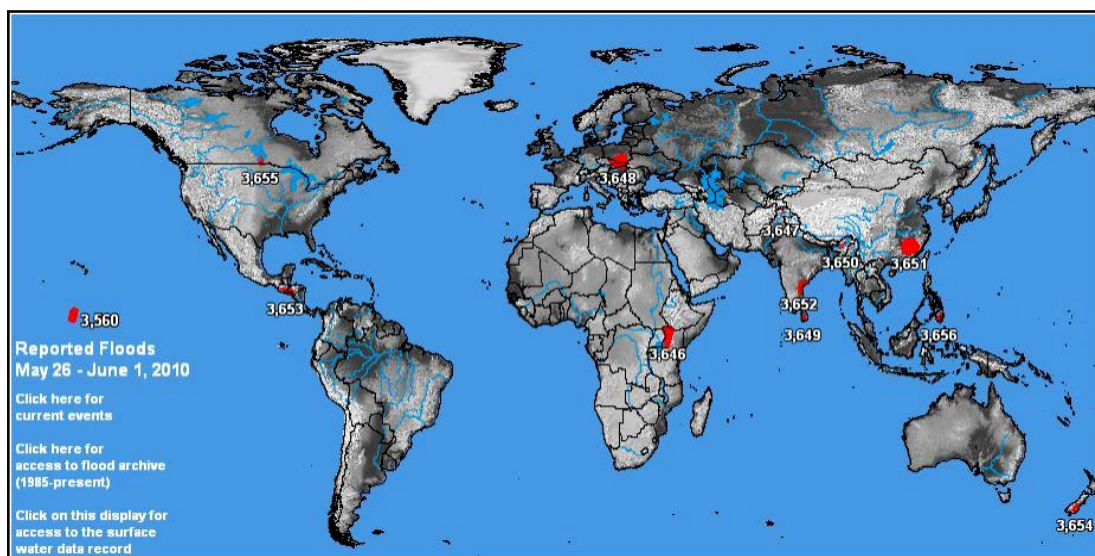 3,655
3,648
3,647
3,650
3,651
3,653
3,652
3,560
3,649
3,656
3,646
Reported Floods
May 26 - June 1, 2010
Click here for
current events
Click here for
access to flood archive
(1985-present)
Click on this display for
access to the surface
water data record
3,654